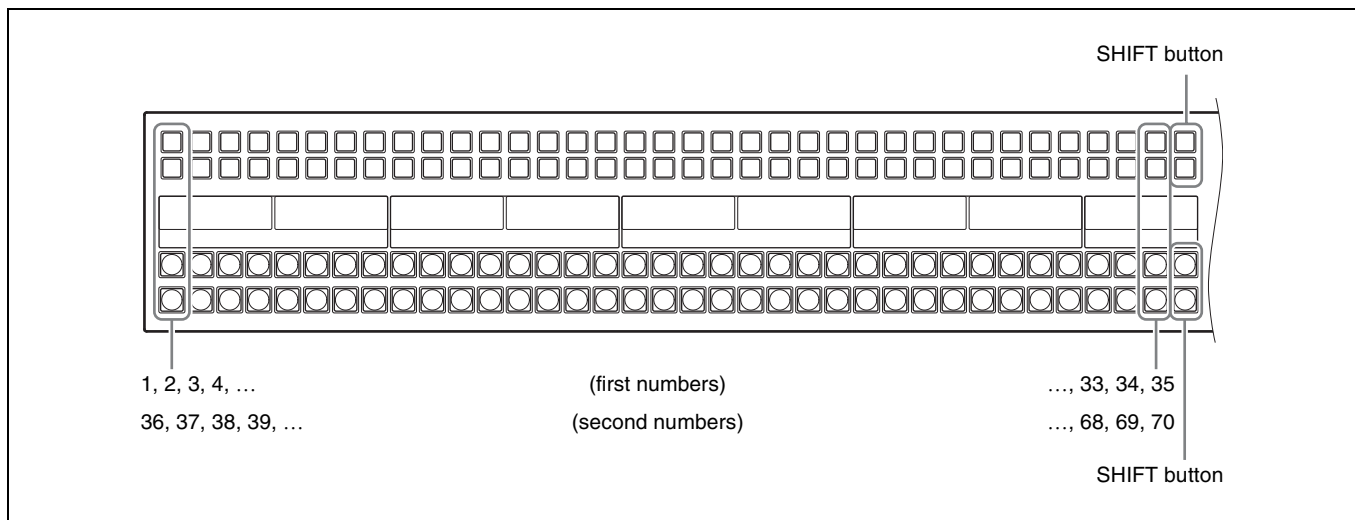 SHIFT button
1, 2, 3, 4, … (first numbers) …, 33, 34, 35
36, 37, 38, 39, … (second numbers) …, 68, 69, 70
SHIFT button